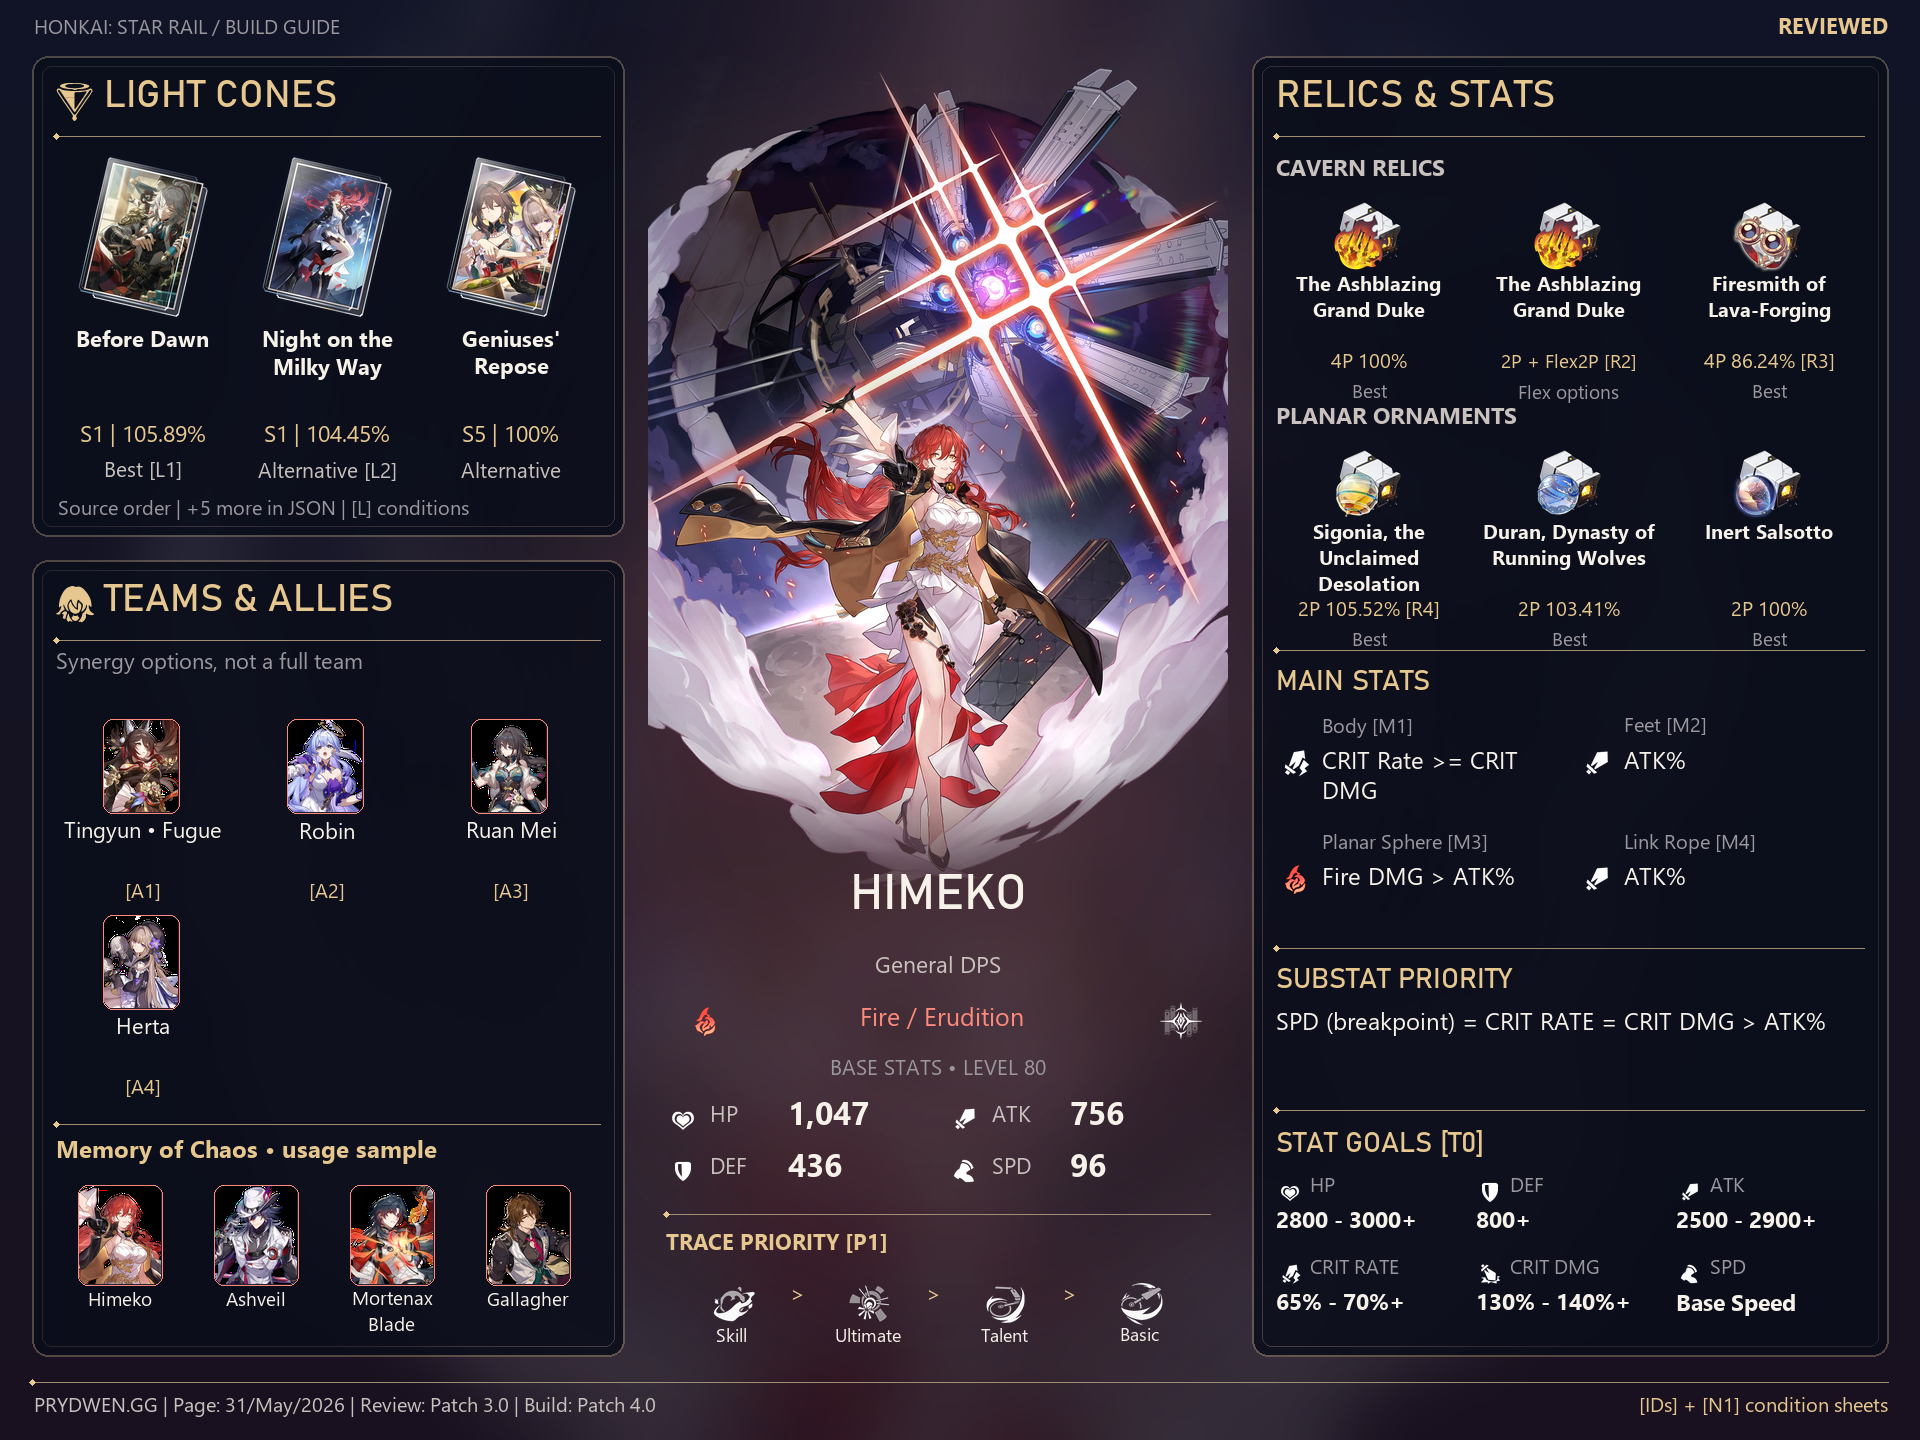 HONKAI: STAR RAIL / BUILD GUIDE
REVIEWED
LIGHT CONES
Before Dawn
S1 | 105.89%
Best [L1]
Night on the
Milky Way
S1 | 104.45%
Alternative [L2]
Geniuses'
Repose
S5 | 100%
Alternative
Source order | +5 more in JSON | [L] conditions
TEAMS & ALLIES
Synergy options, not a full team
Tingyun • Fugue
[A1]
Robin
[A2]
Ruan Mei
[A3]
Herta
[A4]
Memory of Chaos • usage sample
Himeko
Ashveil
Mortenax
Blade
Gallagher
HIMEKO
General DPS
Fire / Erudition
BASE STATS • LEVEL 80
HP 1,047
ATK 756
DEF 436
SPD 96
TRACE PRIORITY [P1]
Skill > Ultimate > Talent > Basic
RELICS & STATS
CAVERN RELICS
The Ashblazing
Grand Duke
4P 100%
Best
The Ashblazing
Grand Duke
2P + Flex2P [R2]
Flex options
Firesmith of
Lava-Forging
4P 86.24% [R3]
Best
PLANAR ORNAMENTS
Sigonia, the
Unclaimed
Desolation
2P 105.52% [R4]
Best
Duran, Dynasty of
Running Wolves
2P 103.41%
Best
Inert Salsotto
2P 100%
Best
MAIN STATS
Body [M1]
CRIT Rate >= CRIT
DMG
Feet [M2]
ATK%
Planar Sphere [M3]
Fire DMG > ATK%
Link Rope [M4]
ATK%
SUBSTAT PRIORITY
SPD (breakpoint) = CRIT RATE = CRIT DMG > ATK%
STAT GOALS [T0]
HP
2800 - 3000+
DEF
800+
ATK
2500 - 2900+
CRIT RATE
65% - 70%+
CRIT DMG
130% - 140%+
SPD
Base Speed
PRYDWEN.GG | Page: 31/May/2026 | Review: Patch 3.0 | Build: Patch 4.0
[IDs] + [N1] condition sheets